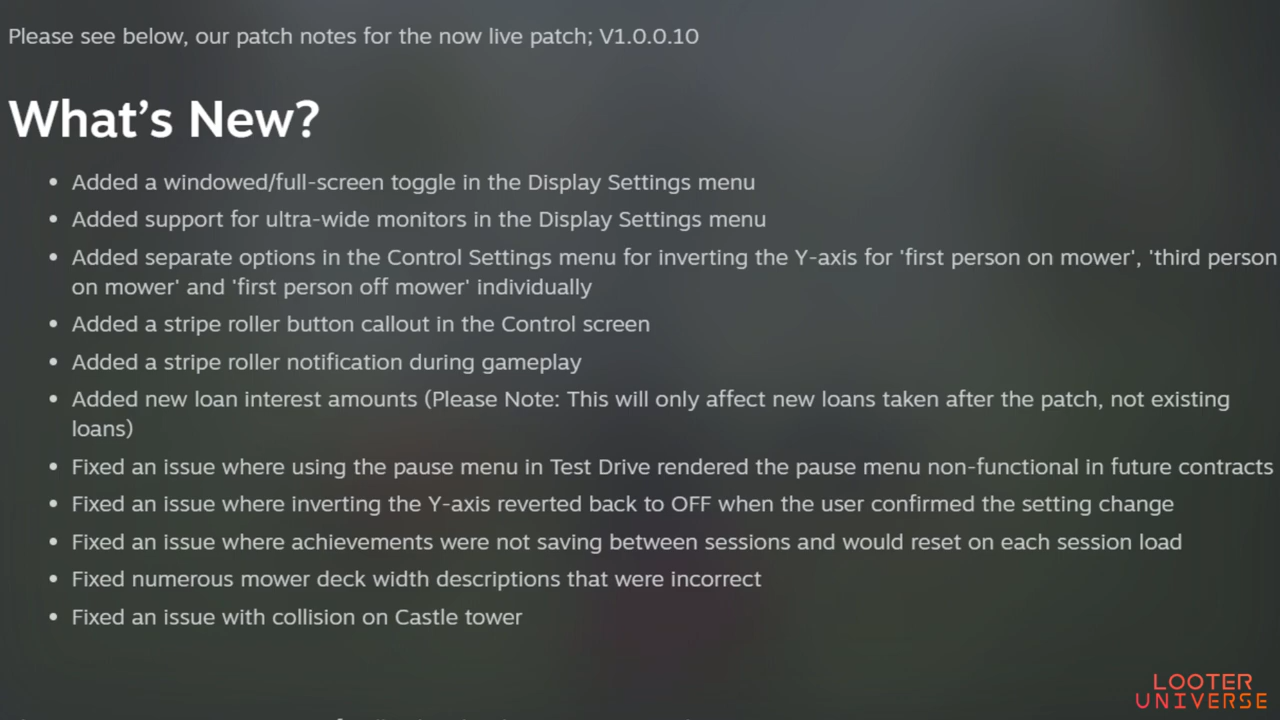 Please see below, our patch notes for the now live patch; V1.0.0.10
What's New?
• Added a windowed/full-screen toggle in the Display Settings menu
• Added support for ultra-wide monitors in the Display Settings menu
• Added separate options in the Control Settings menu for inverting the Y-axis for 'first person on mower', 'third person
on mower' and 'first person off mower' individually
• Added a stripe roller button callout in the Control screen
• Added a stripe roller notification during gameplay
• Added new loan interest amounts (Please Note: This will only affect new loans taken after the patch, not existing
loans)
• Fixed an issue where using the pause menu in Test Drive rendered the pause menu non-functional in future contracts
• Fixed an issue where inverting the Y-axis reverted back to OFF when the user confirmed the setting change
• Fixed an issue where achievements were not saving between sessions and would reset on each session load
• Fixed numerous mower deck width descriptions that were incorrect
• Fixed an issue with collision on Castle tower
LOOTER
UNIVERSE